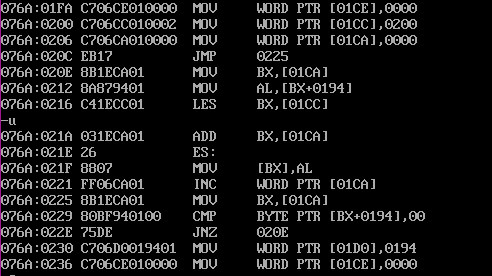 076A:01FA C706CE010000 MOV WORD PTR [01CE],0000
076A:0200 C706CC010002 MOV WORD PTR [01CC],0200
076A:0206 C706CA010000 MOV WORD PTR [01CA],0000
076A:020C EB17 JMP 0225
076A:020E 8B1ECA01 MOV BX,[01CA]
076A:0212 8A879401 MOV AL,[BX+0194]
076A:0216 C41ECC01 LES BX,[01CC]
-u
076A:021A 031ECA01 ADD BX,[01CA]
076A:021E 26 ES:
076A:021F 8807 MOV [BX],AL
076A:0221 FF06CA01 INC WORD PTR [01CA]
076A:0225 8B1ECA01 MOV BX,[01CA]
076A:0229 80BF940100 CMP BYTE PTR [BX+0194],00
076A:022E 75DE JNZ 020E
076A:0230 C706D0019401 MOV WORD PTR [01D0],0194
076A:0236 C706CE010000 MOV WORD PTR [01CE],0000